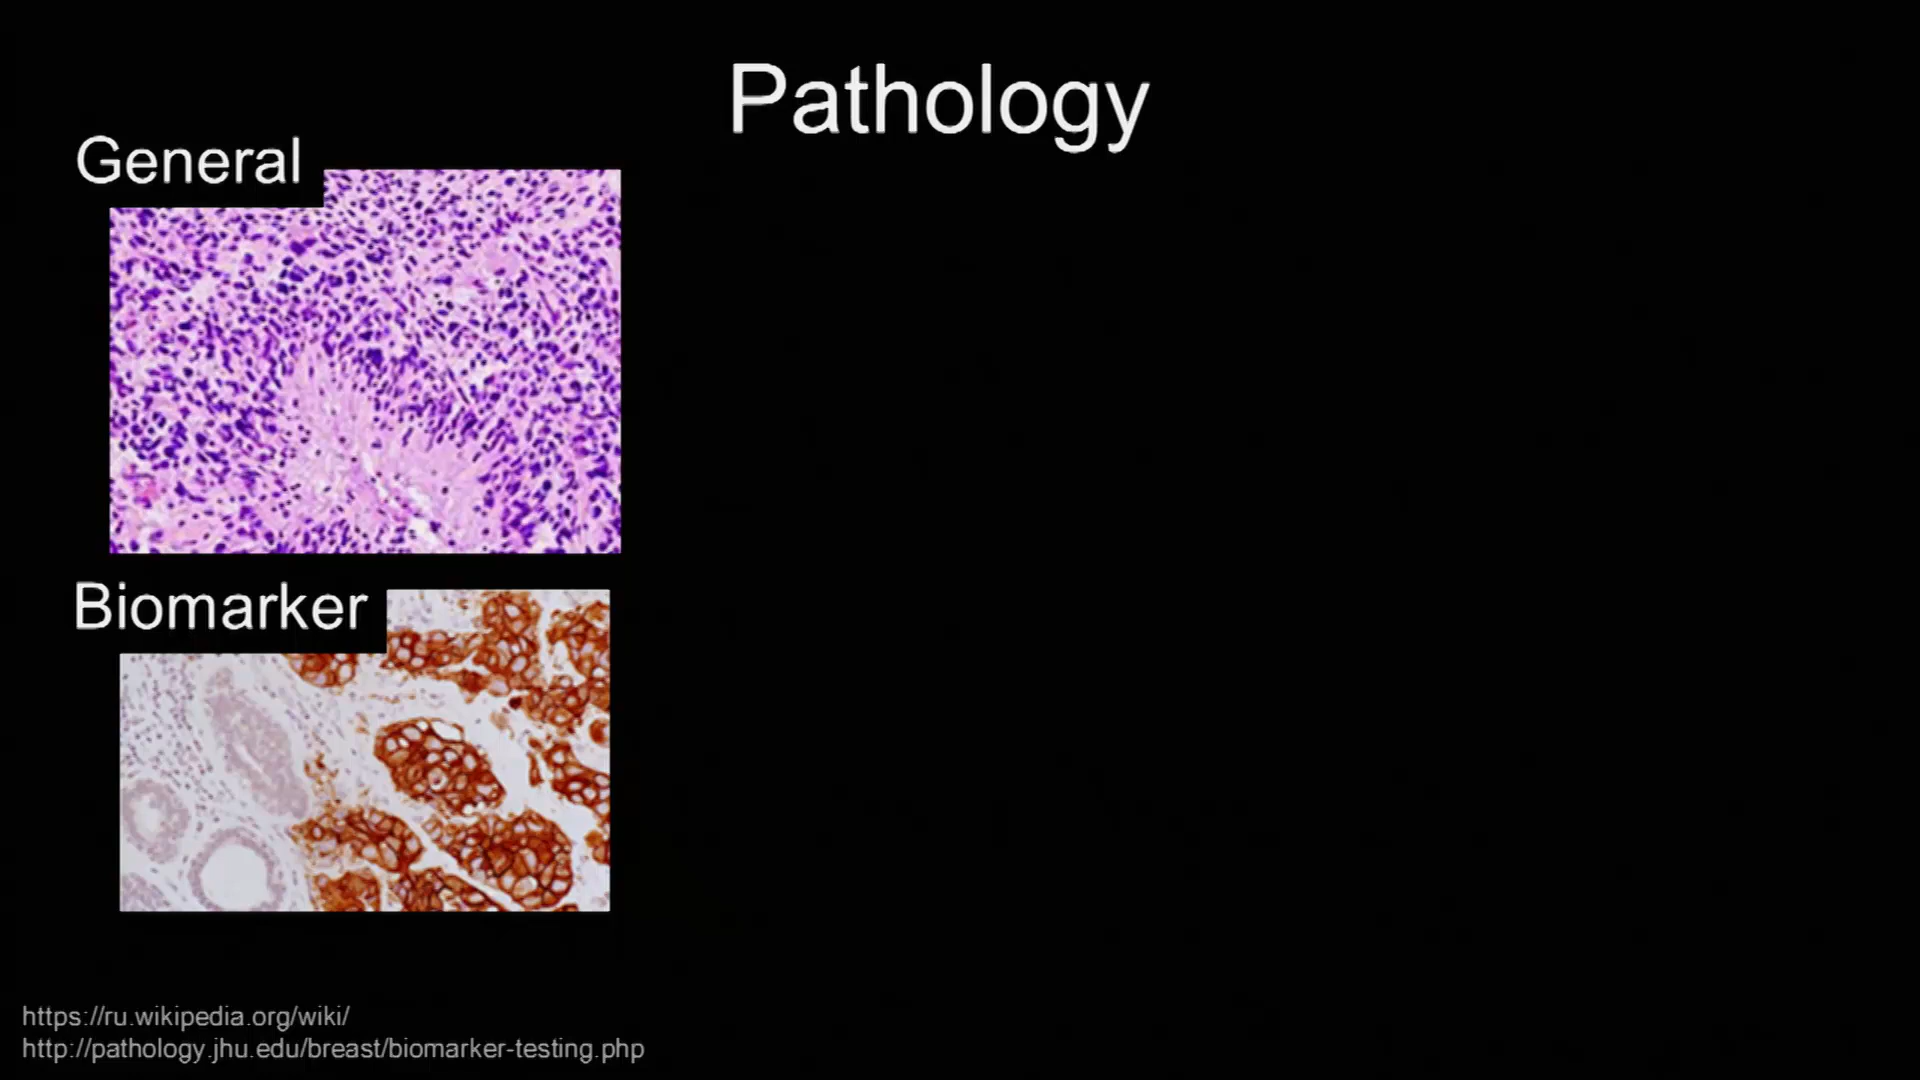 Pathology
General
Biomarker
https://ru.wikipedia.org/wiki/
http://pathology.jhu.edu/breast/biomarker-testing.php